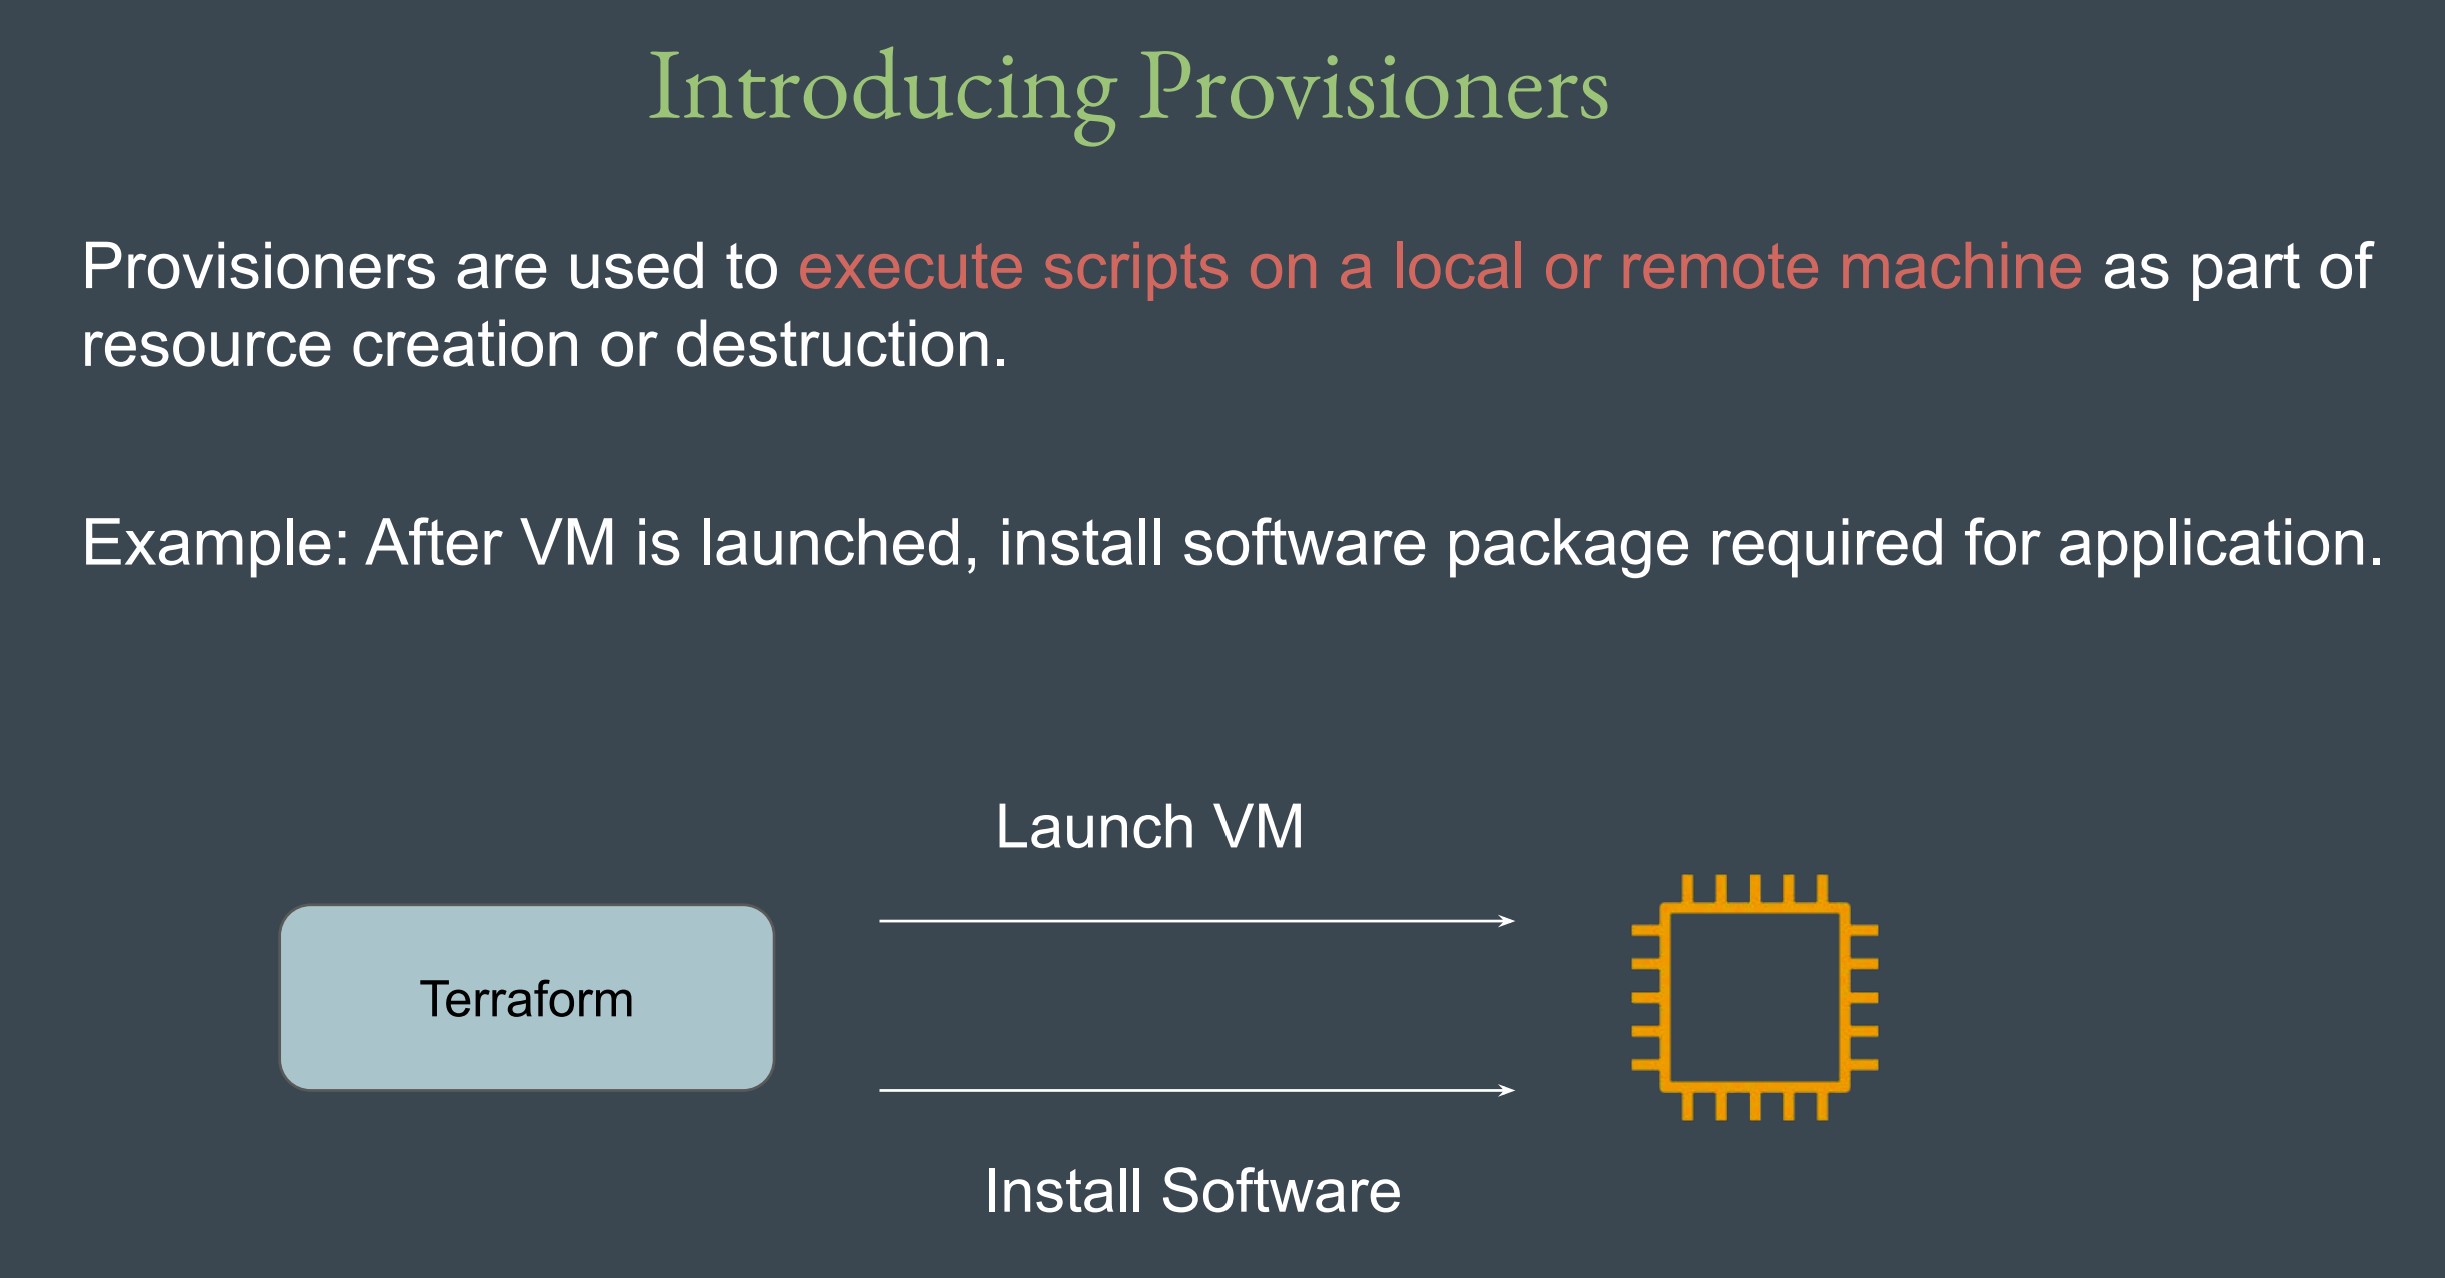 Introducing Provisioners
Provisioners are used to execute scripts on a local or remote machine as part of
resource creation or destruction.
Example: After VM is launched, install software package required for application.
Launch VM
Terraform
Install Software